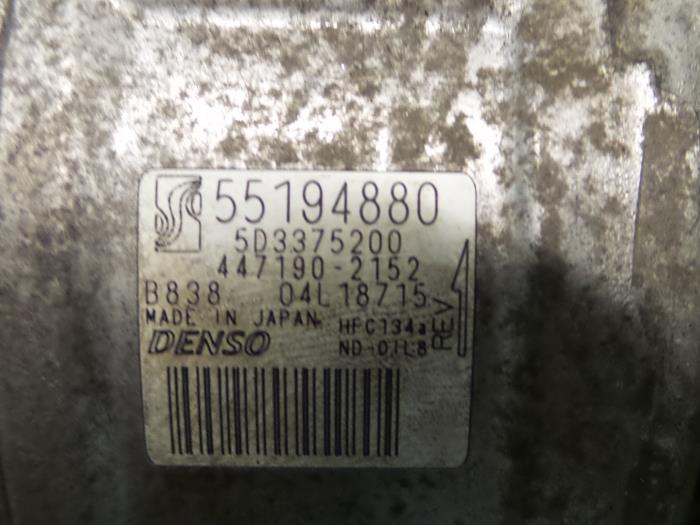 55194880
5D3375200
447190-2152
B838 04L18715
MADE IN JAPAN HFC134a
DENSO ND-OIL8
REV